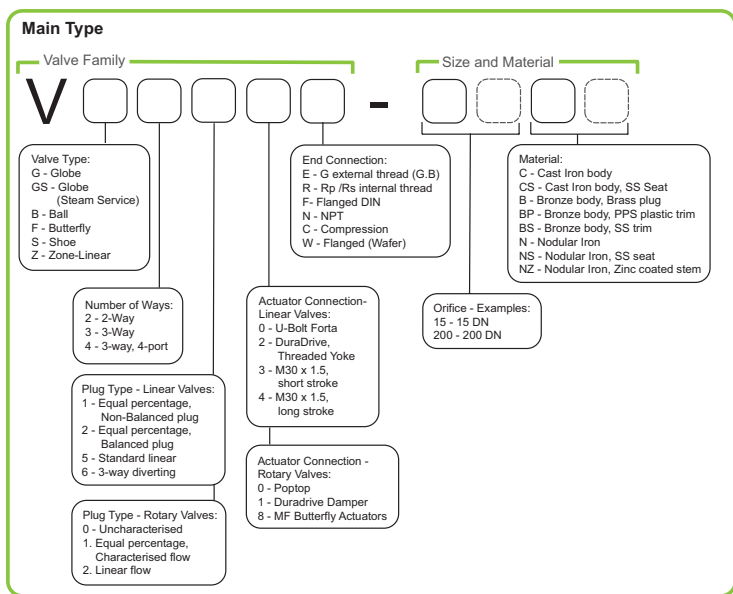 Main Type
Valve Family
Size and Material
V
-
Valve Type:
G - Globe
GS - Globe
(Steam Service)
B - Ball
F - Butterfly
S - Shoe
Z - Zone-Linear
End Connection:
E - G external thread (G.B)
R - Rp /Rs internal thread
F- Flanged DIN
N - NPT
C - Compression
W - Flanged (Wafer)
Material:
C - Cast Iron body
CS - Cast Iron body, SS Seat
B - Bronze body, Brass plug
BP - Bronze body, PPS plastic trim
BS - Bronze body, SS trim
N - Nodular Iron
NS - Nodular Iron, SS seat
NZ - Nodular Iron, Zinc coated stem
Number of Ways:
2 - 2-Way
3 - 3-Way
4 - 3-way, 4-port
Actuator Connection-
Linear Valves:
0 - U-Bolt Forta
2 - DuraDrive,
Threaded Yoke
3 - M30 x 1.5,
short stroke
4 - M30 x 1.5,
long stroke
Orifice - Examples:
15 - 15 DN
200 - 200 DN
Plug Type - Linear Valves:
1 - Equal percentage,
Non-Balanced plug
2 - Equal percentage,
Balanced plug
5 - Standard linear
6 - 3-way diverting
Actuator Connection -
Rotary Valves:
0 - Poptop
1 - Duradrive Damper
8 - MF Butterfly Actuators
Plug Type - Rotary Valves:
0 - Uncharacterised
1. Equal percentage,
Characterised flow
2. Linear flow